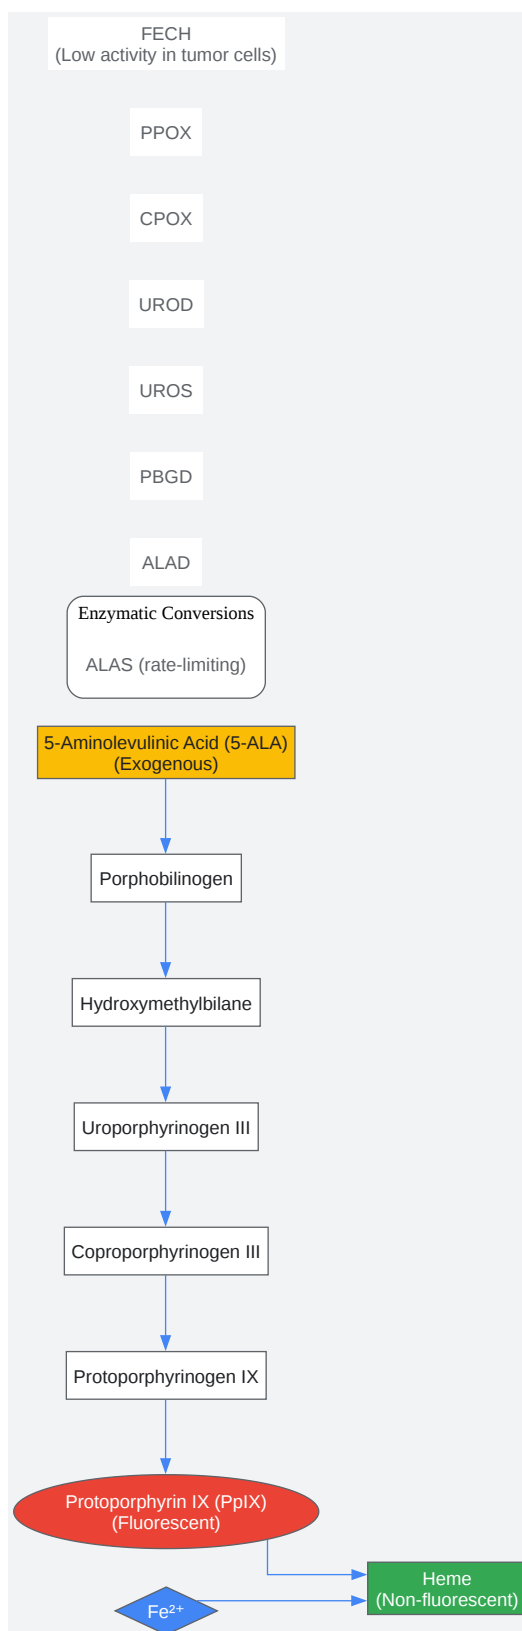 FECH
(Low activity in tumor cells)
PPOX
CPOX
UROD
UROS
PBGD
ALAD
Enzymatic Conversions
ALAS (rate-limiting)
5-Aminolevulinic Acid (5-ALA)
(Exogenous)
Porphobilinogen
Hydroxymethylbilane
Uroporphyrinogen III
Coproporphyrinogen III
Protoporphyrinogen IX
Protoporphyrin IX (PpIX)
(Fluorescent)
Heme
(Non-fluorescent)
Fe²⁺